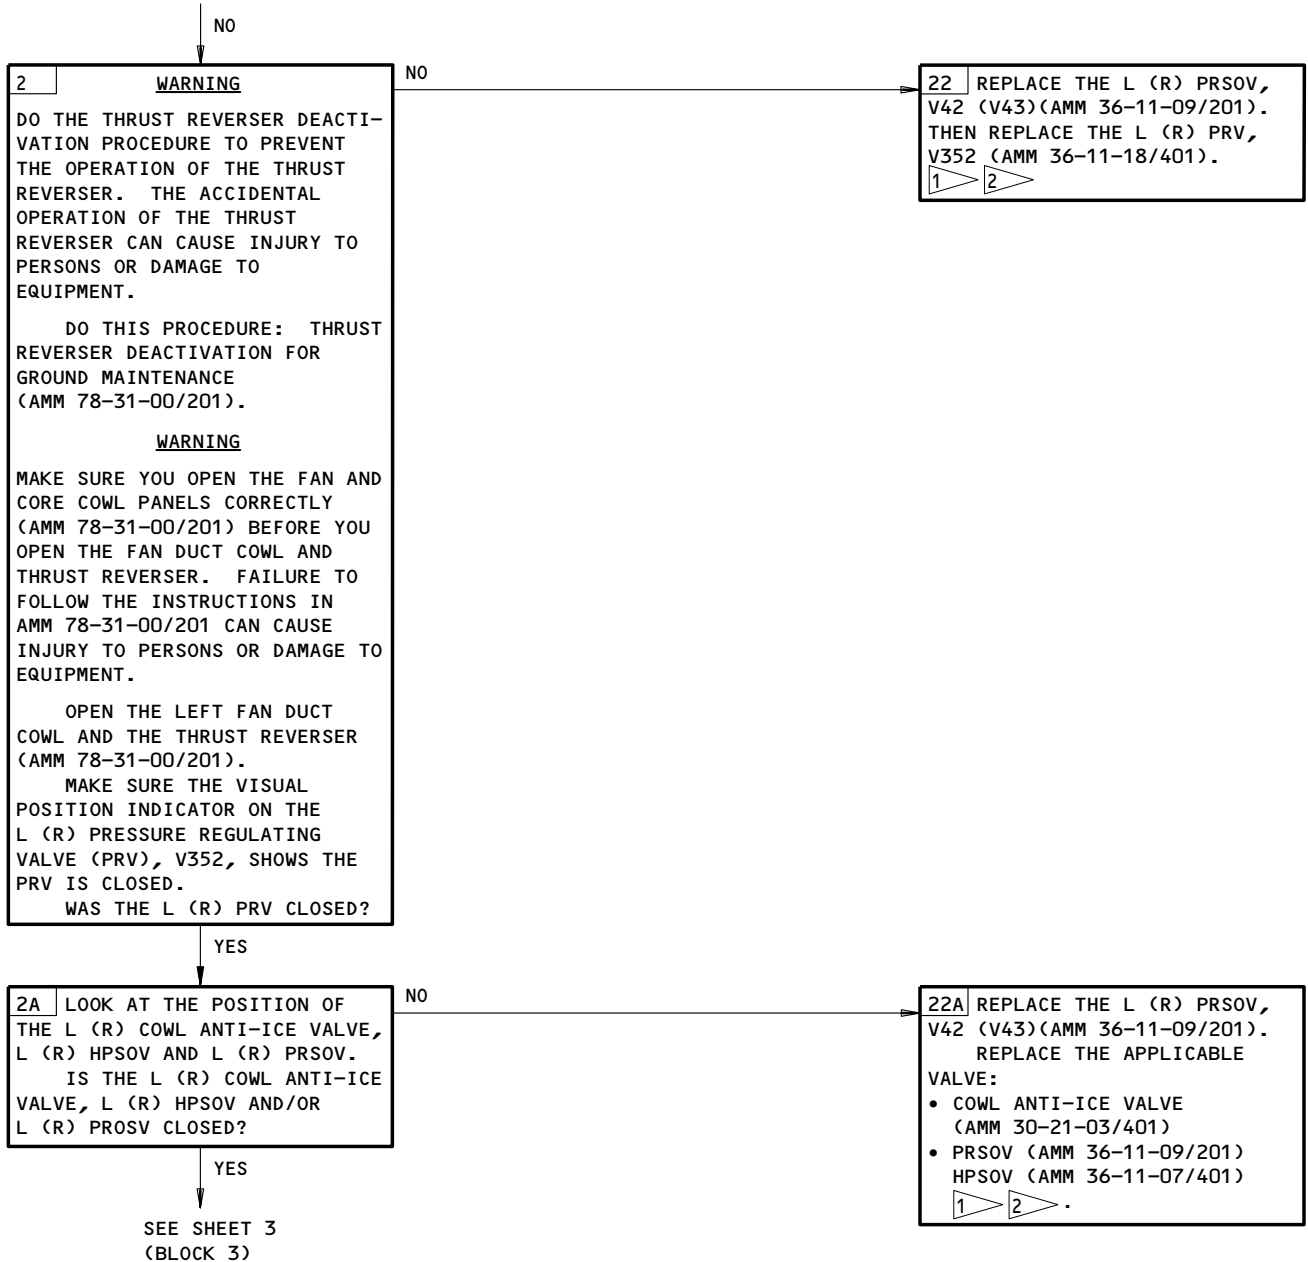 NO
2
WARNING
DO THE THRUST REVERSER DEACTI-
VATION PROCEDURE TO PREVENT
THE OPERATION OF THE THRUST
REVERSER. THE ACCIDENTAL
OPERATION OF THE THRUST
REVERSER CAN CAUSE INJURY TO
PERSONS OR DAMAGE TO
EQUIPMENT.
DO THIS PROCEDURE: THRUST
REVERSER DEACTIVATION FOR
GROUND MAINTENANCE
(AMM 78-31-00/201).
WARNING
MAKE SURE YOU OPEN THE FAN AND
CORE COWL PANELS CORRECTLY
(AMM 78-31-00/201) BEFORE YOU
OPEN THE FAN DUCT COWL AND
THRUST REVERSER. FAILURE TO
FOLLOW THE INSTRUCTIONS IN
AMM 78-31-00/201 CAN CAUSE
INJURY TO PERSONS OR DAMAGE TO
EQUIPMENT.
OPEN THE LEFT FAN DUCT
COWL AND THE THRUST REVERSER
(AMM 78-31-00/201).
MAKE SURE THE VISUAL
POSITION INDICATOR ON THE
L (R) PRESSURE REGULATING
VALVE (PRV), V352, SHOWS THE
PRV IS CLOSED.
WAS THE L (R) PRV CLOSED?
NO
22 REPLACE THE L (R) PRSOV,
V42 (V43)(AMM 36-11-09/201).
THEN REPLACE THE L (R) PRV,
V352 (AMM 36-11-18/401).
1 2
YES
2A LOOK AT THE POSITION OF
THE L (R) COWL ANTI-ICE VALVE,
L (R) HPSOV AND L (R) PRSOV.
IS THE L (R) COWL ANTI-ICE
VALVE, L (R) HPSOV AND/OR
L (R) PROSV CLOSED?
NO
22A REPLACE THE L (R) PRSOV,
V42 (V43)(AMM 36-11-09/201).
REPLACE THE APPLICABLE
VALVE:
• COWL ANTI-ICE VALVE
(AMM 30-21-03/401)
• PRSOV (AMM 36-11-09/201)
HPSOV (AMM 36-11-07/401)
1 2 .
YES
SEE SHEET 3
(BLOCK 3)